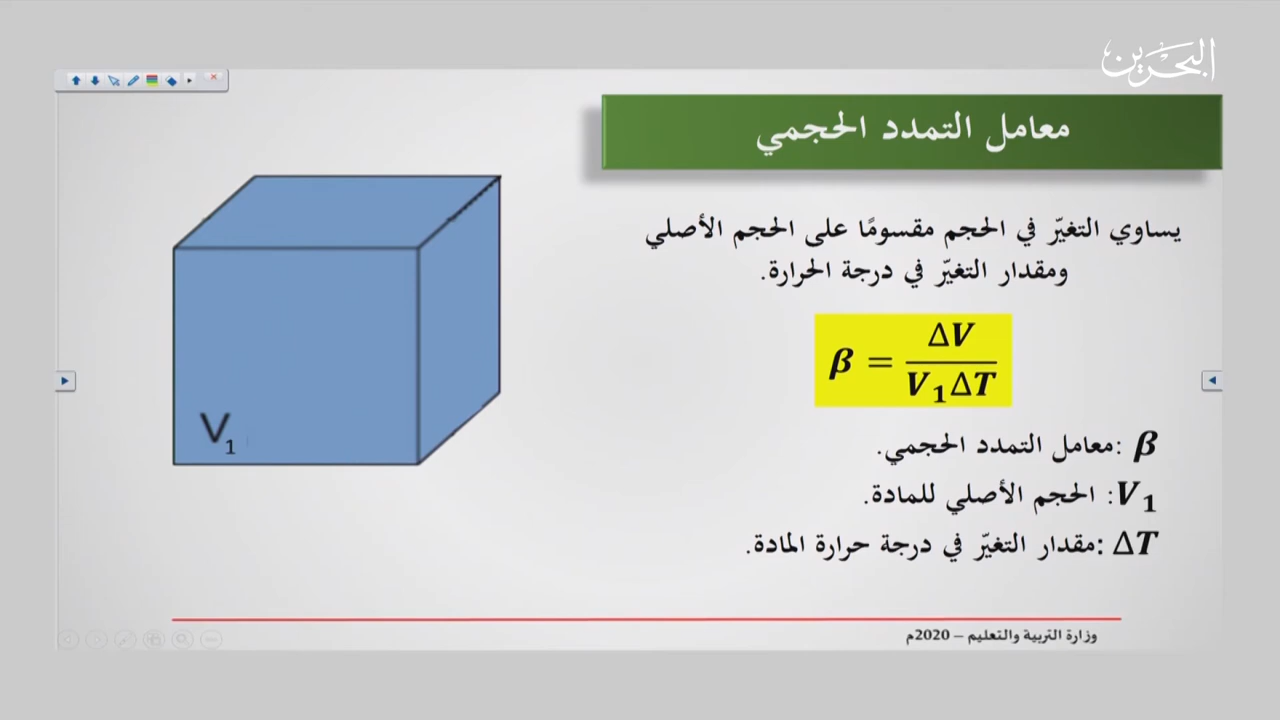 البحرين
معامل التمدد الحجمي
يساوي التغيّر في الحجم مقسومًا على الحجم الأصلي
ومقدار التغيّر في درجة الحرارة.
β = ΔV / V₁ΔT
β :معامل التمدد الحجمي.
V₁: الحجم الأصلي للمادة.
ΔT :مقدار التغيّر في درجة حرارة المادة.
V₁
وزارة التربية والتعليم – 2020م